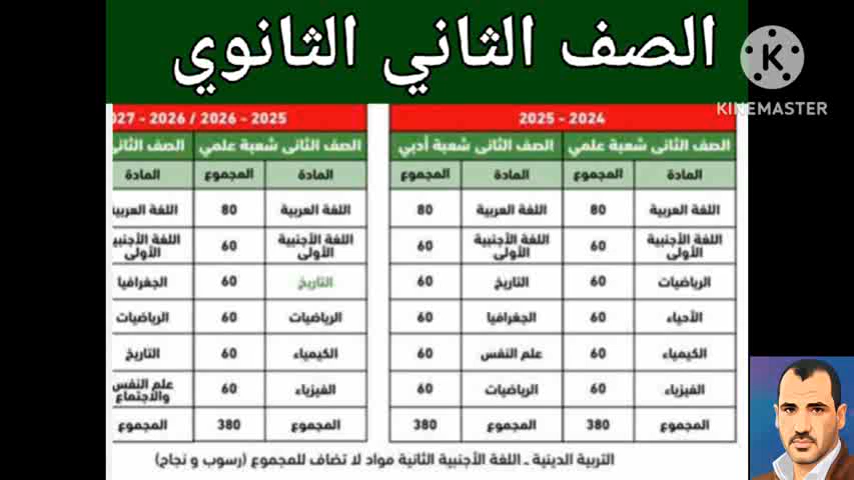 الصف الثاني الثانوي
KINEMASTER
2024 - 2025
2025 - 2026 / 2026 - 027
الصف الثانى شعبة علمي الصف الثانى شعبة أدبي
الصف الثانى شعبة علمي الصف الثانى
المادة المجموع المادة المجموع
المادة المجموع المادة
اللغة العربية 80 اللغة العربية 80
اللغة العربية 80 اللغة العربية
اللغة الأجنبية الأولى 60 اللغة الأجنبية الأولى 60
اللغة الأجنبية الأولى 60 اللغة الأجنبية الأولى
الرياضيات 60 التاريخ 60
التاريخ 60 الجغرافيا
الأحياء 60 الجغرافيا 60
الرياضيات 60 الرياضيات
الكيمياء 60 علم النفس 60
الكيمياء 60 التاريخ
الفيزياء 60 الرياضيات 60
الفيزياء 60 علم النفس والاجتماع
المجموع 380 المجموع 380
المجموع 380 المجموع
التربية الدينية ـ اللغة الأجنبية الثانية مواد لا تضاف للمجموع (رسوب و نجاح)